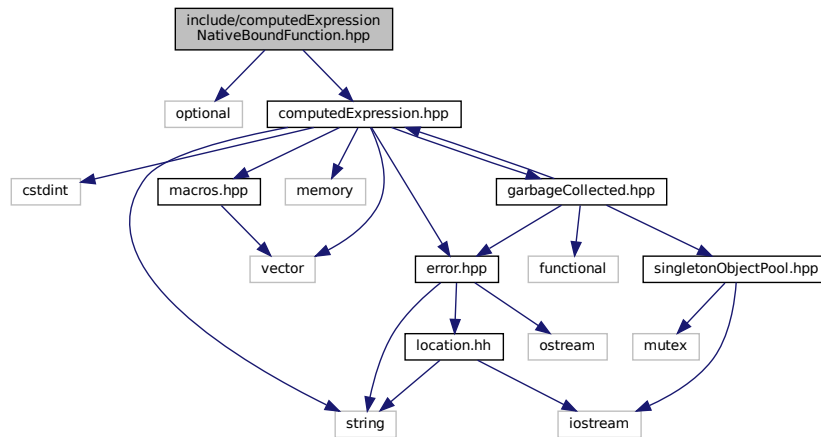 include/computedExpression
NativeBoundFunction.hpp
optional
computedExpression.hpp
cstdint
macros.hpp
memory
garbageCollected.hpp
vector
error.hpp
functional
singletonObjectPool.hpp
location.hh
ostream
mutex
string
iostream